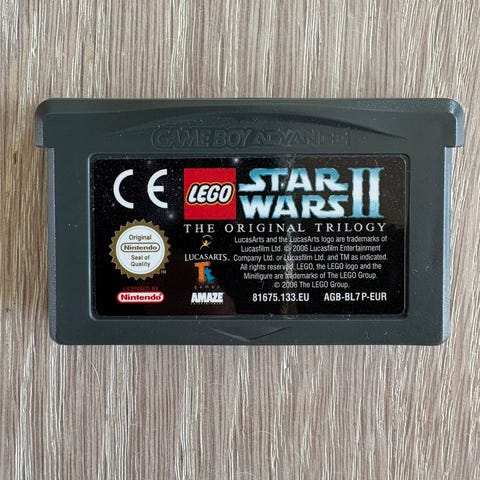 GAME BOY ADVANCE
CE
LEGO
STAR
WARS II
THE ORIGINAL TRILOGY
Original
Nintendo
Seal of
Quality
TM
LICENSED BY
Nintendo
LUCASARTS.
games
AMAZE
LucasArts and the LucasArts logo are trademarks of
Lucasfilm Ltd. © 2006 Lucasfilm Entertainment
Company Ltd. or Lucasfilm Ltd. and TM as indicated.
All rights reserved. LEGO, the LEGO logo and the
Minifigure are trademarks of The LEGO Group.
© 2006 The LEGO Group.
81675.133.EU AGB-BL7P-EUR